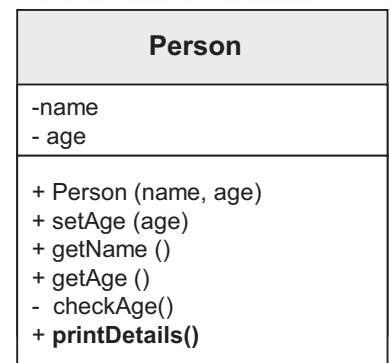 Person
-name
- age
+ Person (name, age)
+ setAge (age)
+ getName ()
+ getAge ()
- checkAge()
+ printDetails()